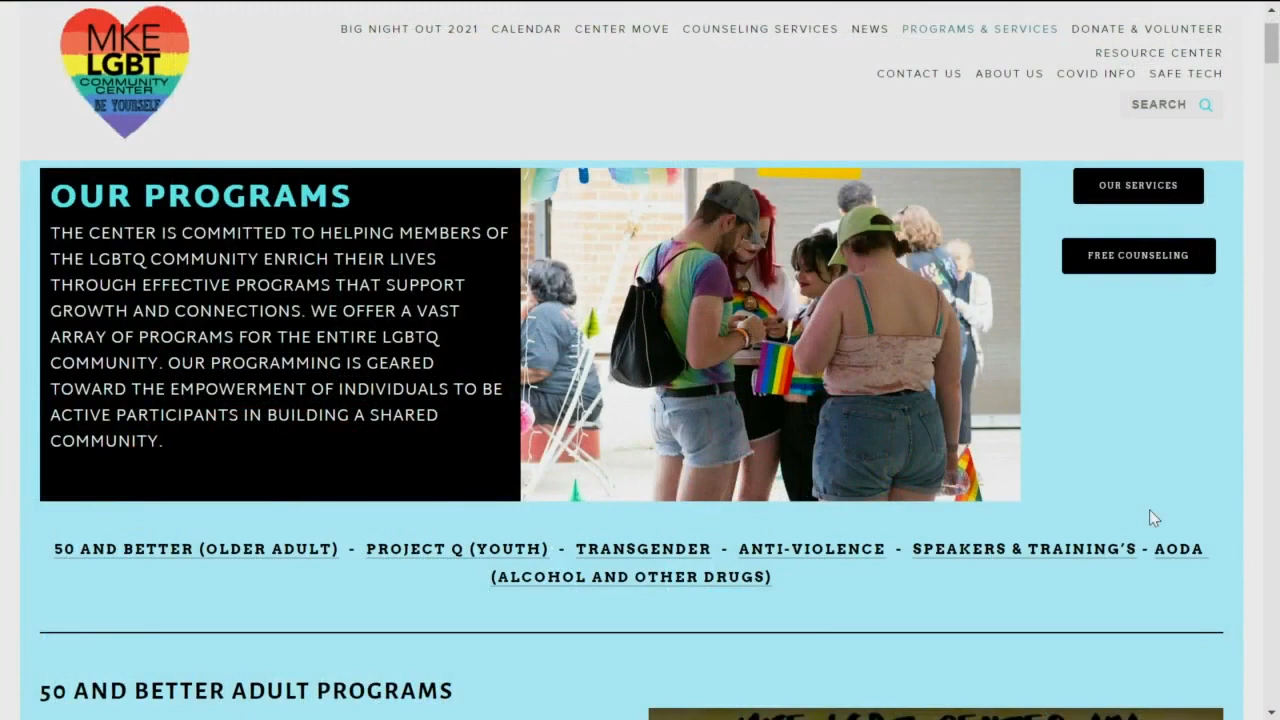 MKE
LGBT
COMMUNITY
CENTER
BE YOURSELF
BIG NIGHT OUT 2021 CALENDAR CENTER MOVE COUNSELING SERVICES NEWS PROGRAMS & SERVICES DONATE & VOLUNTEER
RESOURCE CENTER
CONTACT US ABOUT US COVID INFO SAFE TECH
SEARCH
OUR PROGRAMS
THE CENTER IS COMMITTED TO HELPING MEMBERS OF
THE LGBTQ COMMUNITY ENRICH THEIR LIVES
THROUGH EFFECTIVE PROGRAMS THAT SUPPORT
GROWTH AND CONNECTIONS. WE OFFER A VAST
ARRAY OF PROGRAMS FOR THE ENTIRE LGBTQ
COMMUNITY. OUR PROGRAMMING IS GEARED
TOWARD THE EMPOWERMENT OF INDIVIDUALS TO BE
ACTIVE PARTICIPANTS IN BUILDING A SHARED
COMMUNITY.
OUR SERVICES
FREE COUNSELING
50 AND BETTER (OLDER ADULT) - PROJECT Q (YOUTH) - TRANSGENDER - ANTI-VIOLENCE - SPEAKERS & TRAINING'S - AODA
(ALCOHOL AND OTHER DRUGS)
50 AND BETTER ADULT PROGRAMS